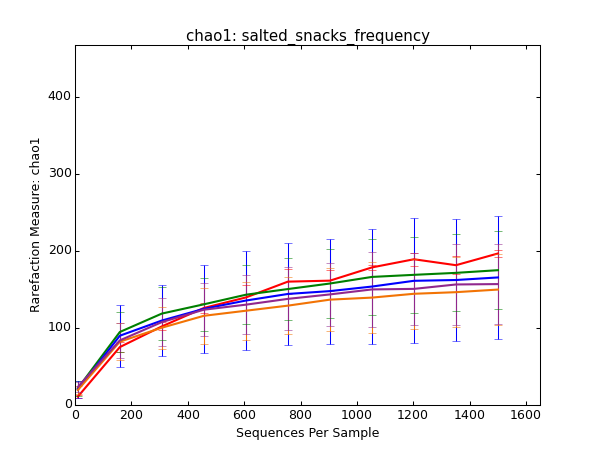 chao1: salted_snacks_frequency
400
300
200
100
0
Rarefaction Measure: chao1
0 200 400 600 800 1000 1200 1400 1600
Sequences Per Sample